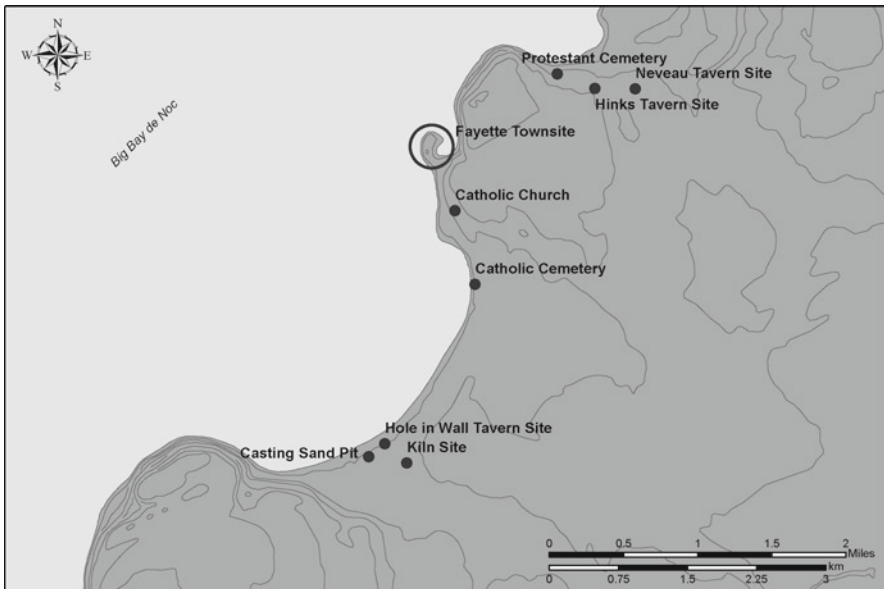 N
W E
S
Big Bay de Noc
Protestant Cemetery
Neveau Tavern Site
Hinks Tavern Site
Fayette Townsite
Catholic Church
Catholic Cemetery
Hole in Wall Tavern Site
Casting Sand Pit
Kiln Site
0 0.5 1 1.5 2
Miles
km
0 0.75 1.5 2.25 3